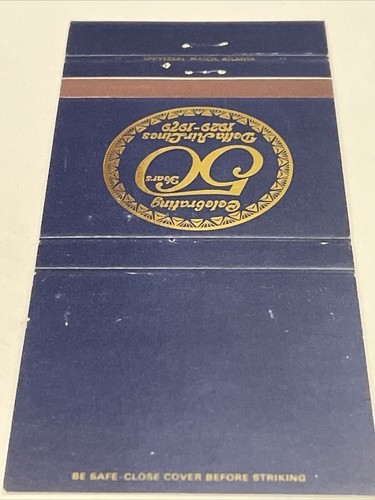 UNIVERSAL MATCH, ATLANTA
Celebrating
50
Years
Delta Air Lines
1929-1979
BE SAFE-CLOSE COVER BEFORE STRIKING